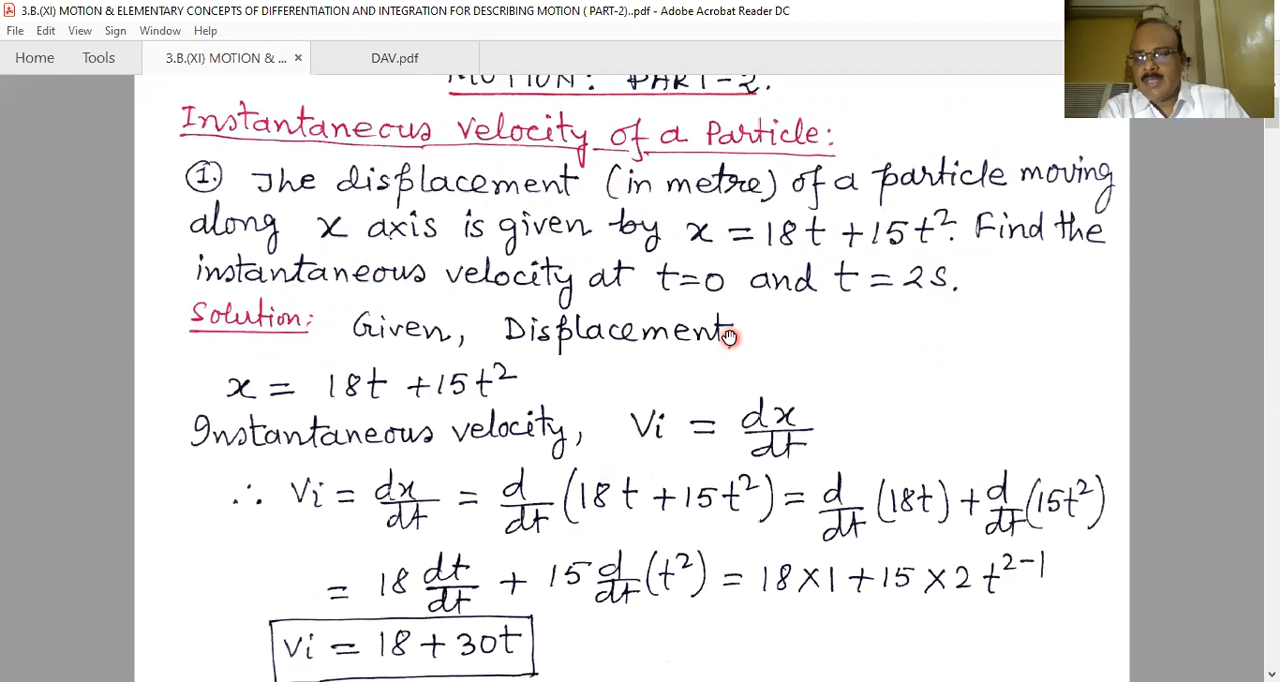 3.B.(XI) MOTION & ELEMENTARY CONCEPTS OF DIFFERENTIATION AND INTEGRATION FOR DESCRIBING MOTION ( PART-2)..pdf - Adobe Acrobat Reader DC
File Edit View Sign Window Help
Home Tools 3.B.(XI) MOTION & ... × DAV.pdf
MOTION: PART-2.
Instantaneous velocity of a Particle:
1. The displacement (in metre) of a particle moving
along x axis is given by x = 18t + 15t². Find the
instantaneous velocity at t=0 and t = 2s.
Solution: Given, Displacement
x = 18t + 15t²
Instantaneous velocity, Vi = dx/dt
∴ Vi = dx/dt = d/dt (18t + 15t²) = d/dt (18t) + d/dt (15t²)
= 18 dt/dt + 15 d/dt (t²) = 18 × 1 + 15 × 2 t²⁻¹
Vi = 18 + 30t